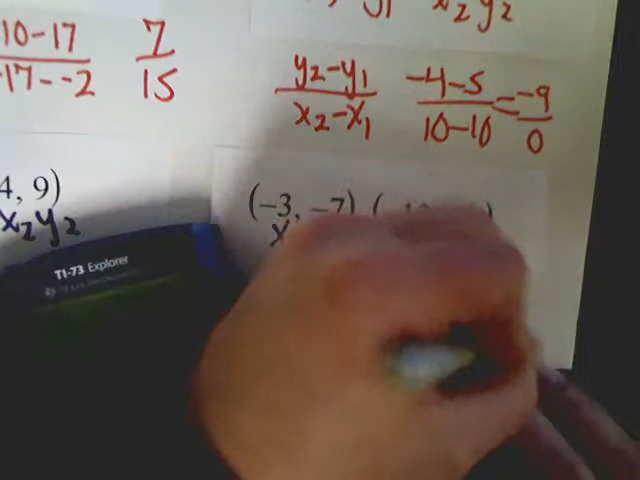 x₂ y₂
10-17
-17--2
7
15
y₂-y₁
x₂-x₁
-4-5
10-10
=
-9
0
4, 9)
x₂y₂
(-3, -7) (
x
TI-73 Explorer